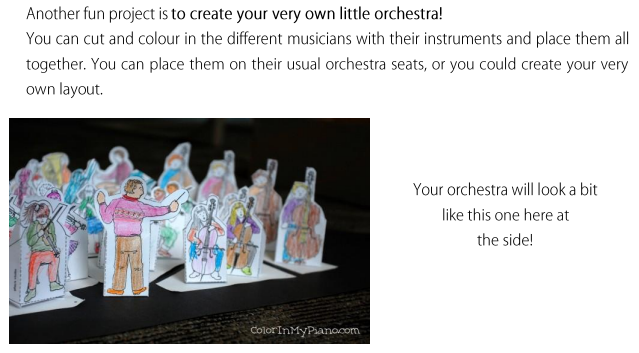 Another fun project is to create your very own little orchestra!
You can cut and colour in the different musicians with their instruments and place them all
together. You can place them on their usual orchestra seats, or you could create your very
own layout.
Your orchestra will look a bit
like this one here at
the side!
ColorInMyPiano.com